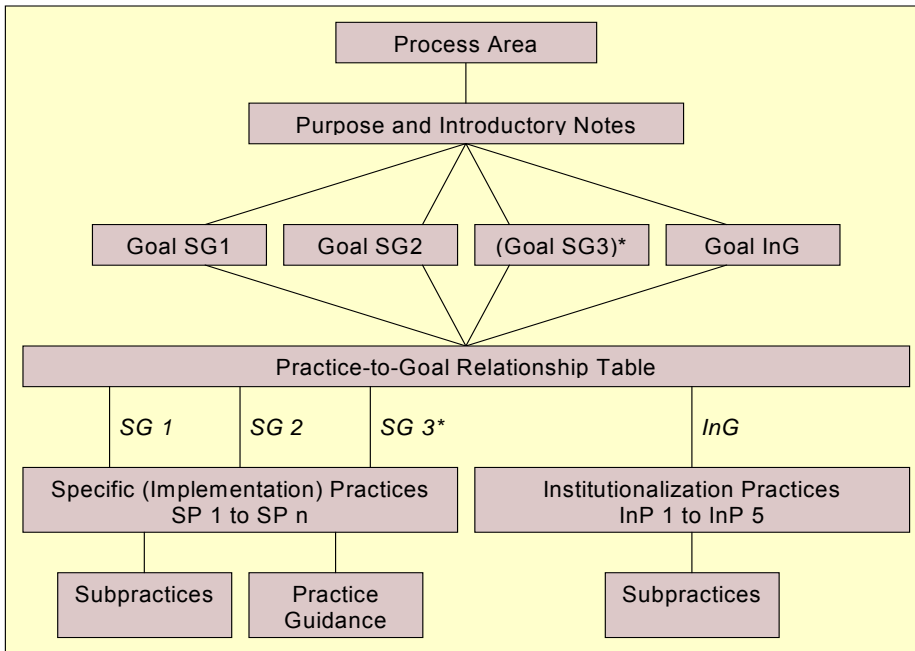 Process Area
Purpose and Introductory Notes
Goal SG1
Goal SG2
(Goal SG3)*
Goal InG
Practice-to-Goal Relationship Table
SG 1
SG 2
SG 3*
InG
Specific (Implementation) Practices
SP 1 to SP n
Institutionalization Practices
InP 1 to InP 5
Subpractices
Practice
Guidance
Subpractices